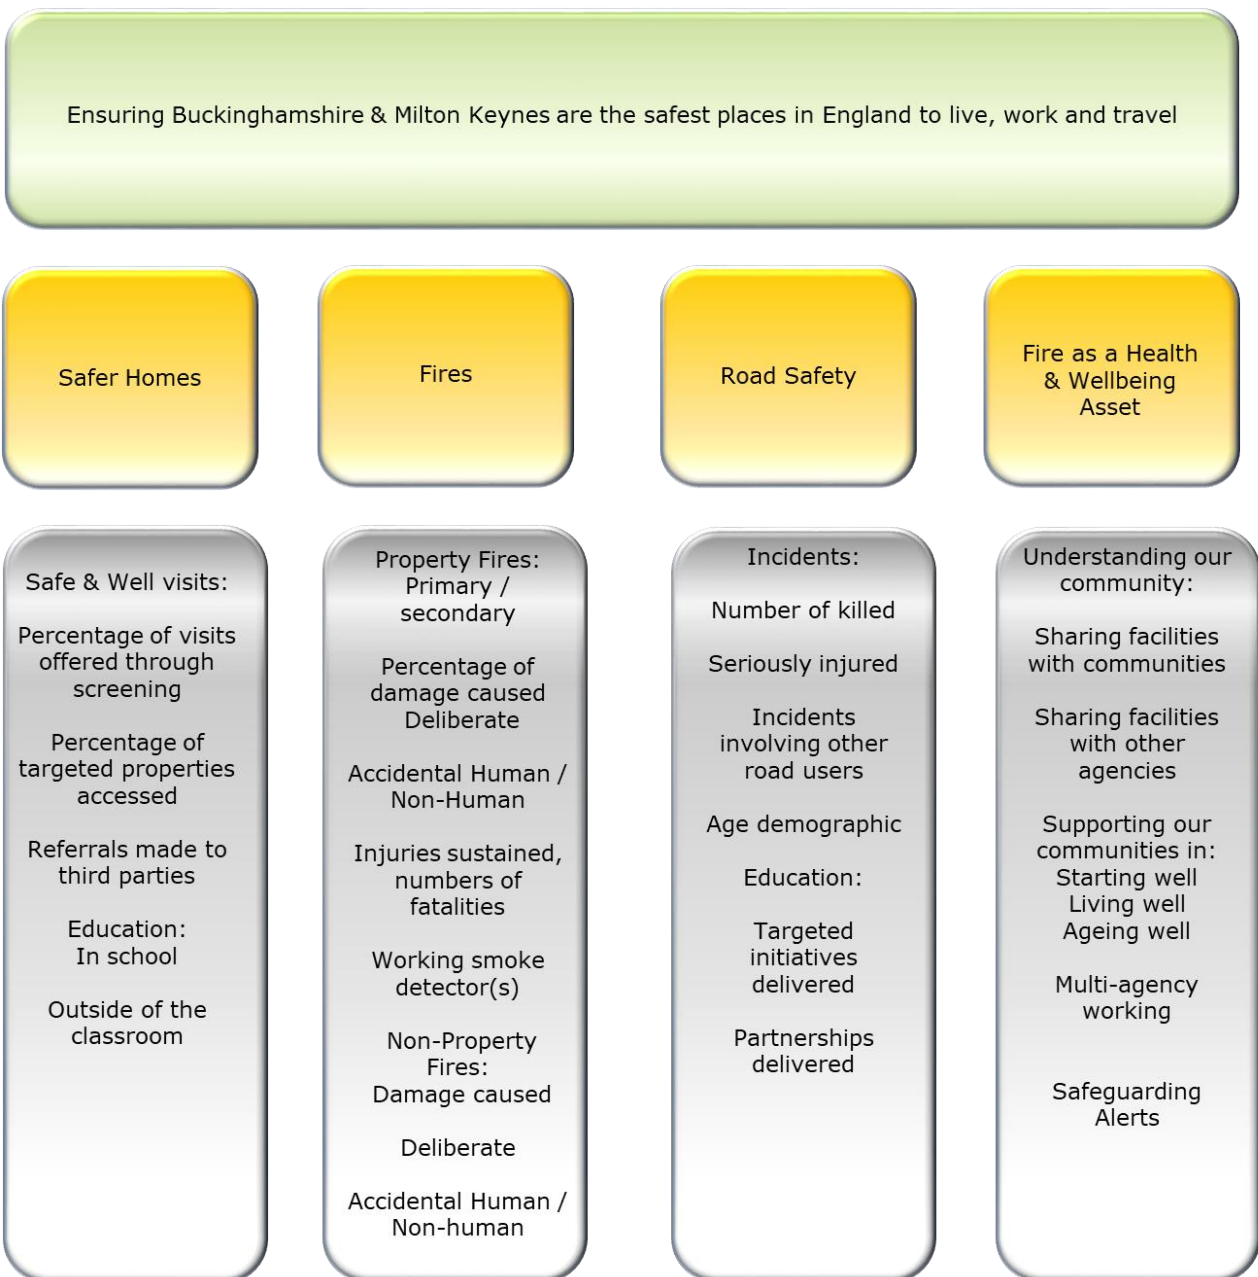 Ensuring Buckinghamshire & Milton Keynes are the safest places in England to live, work and travel
Safer Homes
Fires
Road Safety
Fire as a Health
& Wellbeing
Asset
Safe & Well visits:
Percentage of visits
offered through
screening
Percentage of
targeted properties
accessed
Referrals made to
third parties
Education:
In school
Outside of the
classroom
Property Fires:
Primary /
secondary
Percentage of
damage caused
Deliberate
Accidental Human /
Non-Human
Injuries sustained,
numbers of
fatalities
Working smoke
detector(s)
Non-Property
Fires:
Damage caused
Deliberate
Accidental Human /
Non-human
Incidents:
Number of killed
Seriously injured
Incidents
involving other
road users
Age demographic
Education:
Targeted
initiatives
delivered
Partnerships
delivered
Understanding our
community:
Sharing facilities
with communities
Sharing facilities
with other
agencies
Supporting our
communities in:
Starting well
Living well
Ageing well
Multi-agency
working
Safeguarding
Alerts